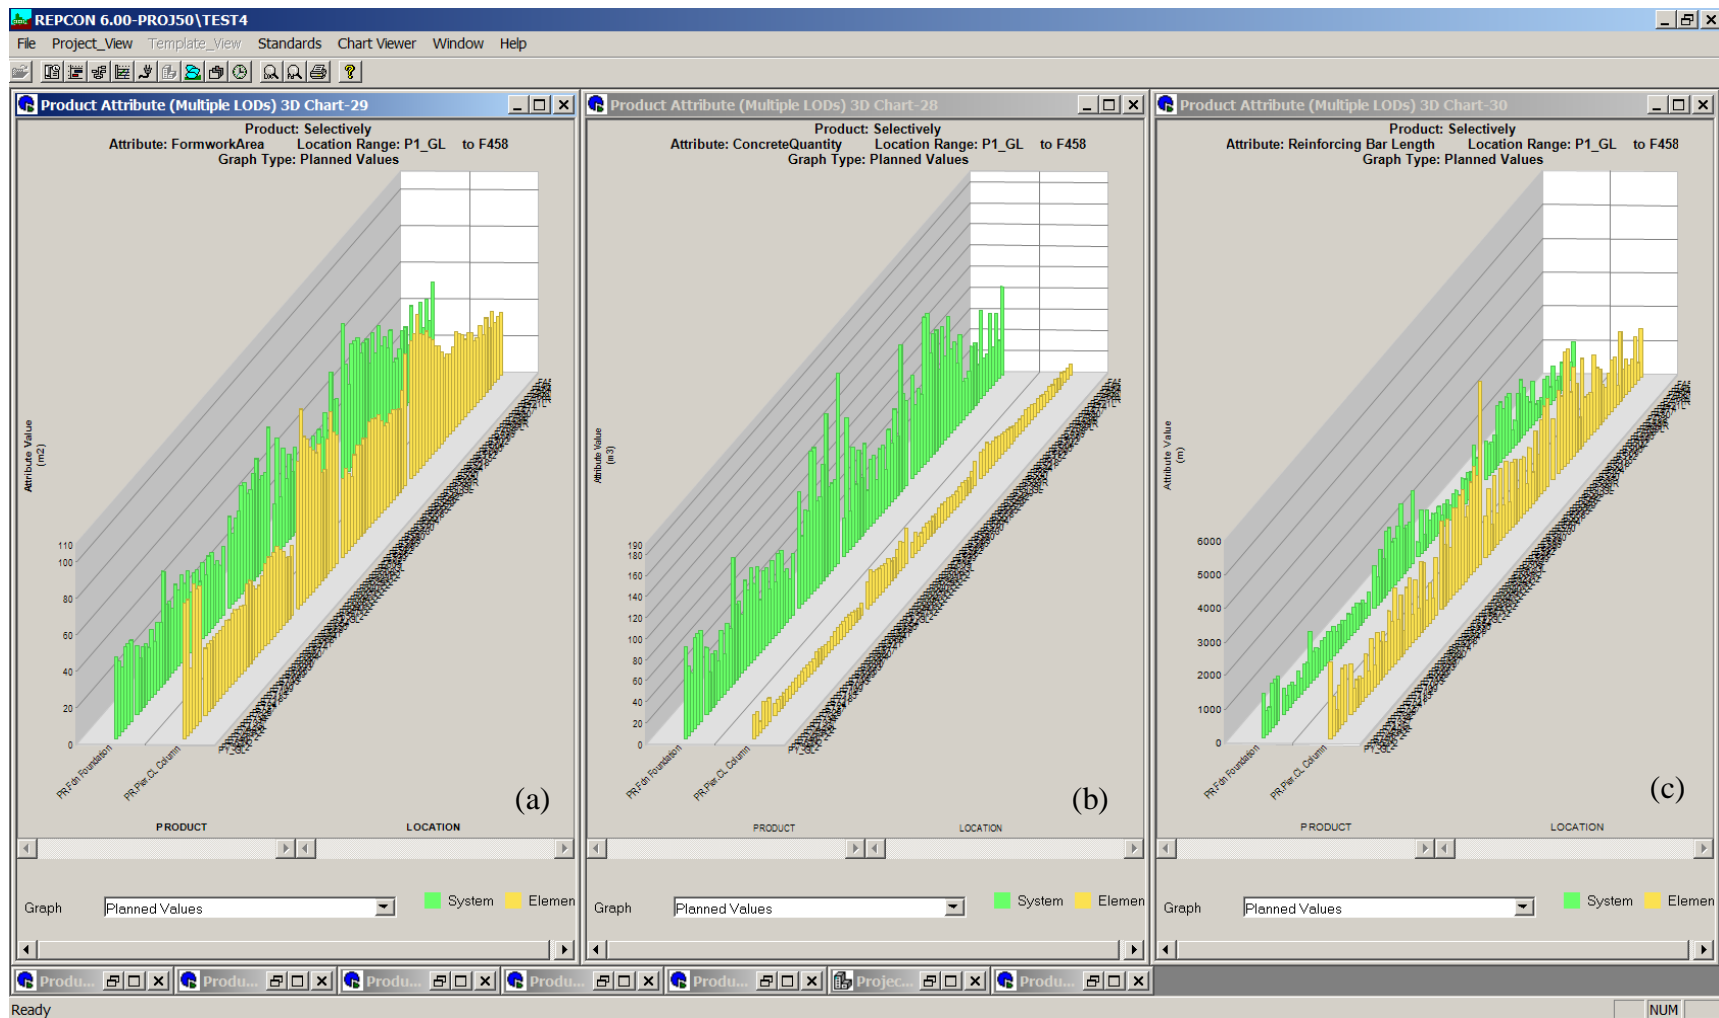 REPCON 6.00-PROJ50\TEST4
File Project_View Template_View Standards Chart Viewer Window Help
Product Attribute (Multiple LODs) 3D Chart-29
Product: Selectively
Attribute: FormworkArea Location Range: P1_GL to F458
Graph Type: Planned Values
Attribute Value
(m2)
110
100
80
60
40
20
0
PR.Fdn Foundation
PR.Pier.CL Column
(a)
PRODUCT LOCATION
Graph Planned Values System Elemen
Product Attribute (Multiple LODs) 3D Chart-28
Product: Selectively
Attribute: ConcreteQuantity Location Range: P1_GL to F458
Graph Type: Planned Values
Attribute Value
(m3)
190
180
160
140
120
100
80
60
40
20
0
PR.Fdn Foundation
PR.Pier.CL Column
(b)
PRODUCT LOCATION
Graph Planned Values System Elemen
Product Attribute (Multiple LODs) 3D Chart-30
Product: Selectively
Attribute: Reinforcing Bar Length Location Range: P1_GL to F458
Graph Type: Planned Values
Attribute Value
(m)
6000
5000
4000
3000
2000
1000
0
PR.Fdn Foundation
PR.Pier.CL Column
(c)
PRODUCT LOCATION
Graph Planned Values System Elemen
Produ... Produ... Produ... Produ... Produ... Projec... Produ...
Ready NUM